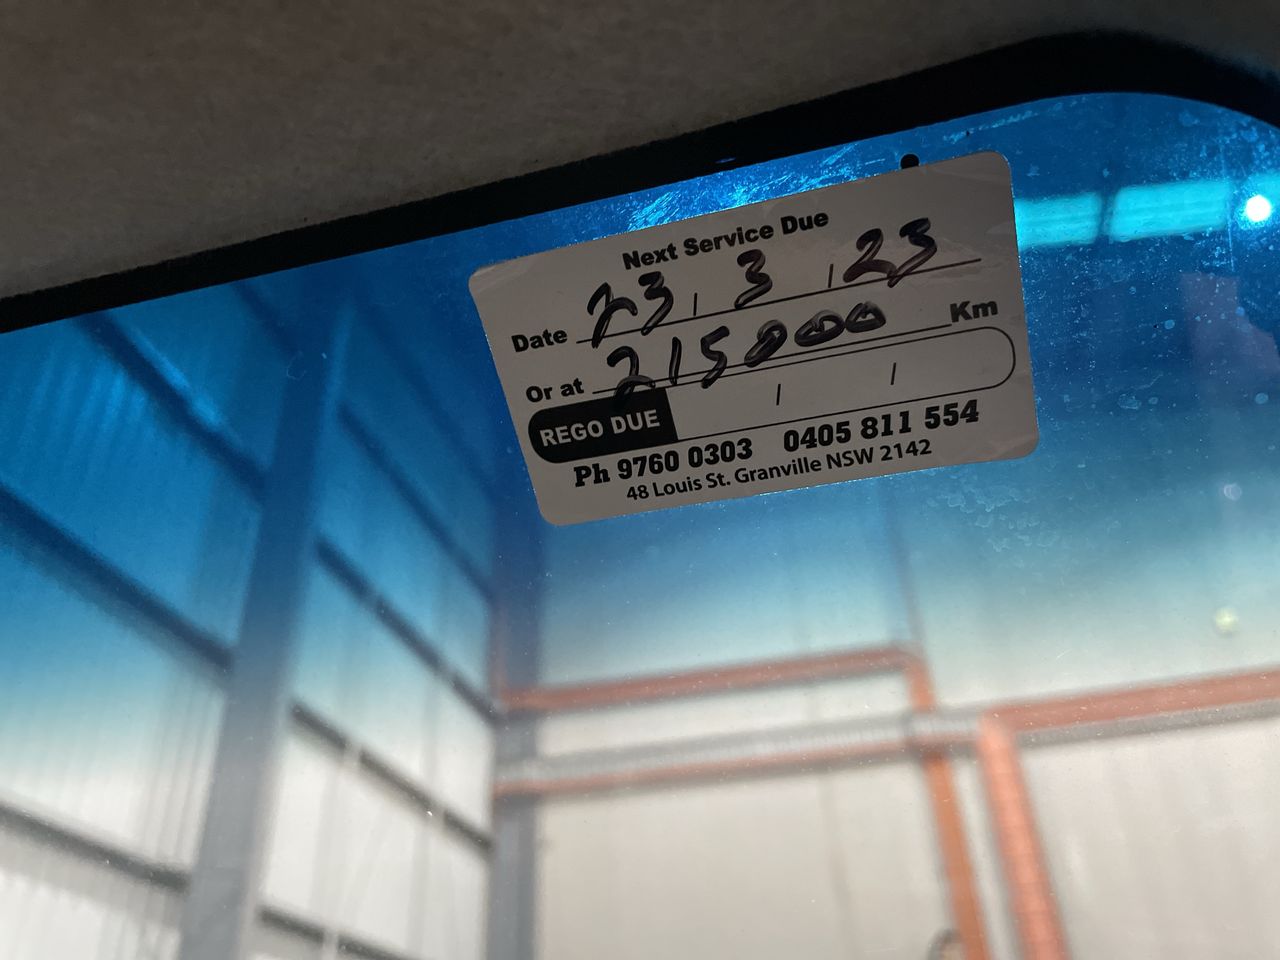 Next Service Due
Date 23 / 3 / 23
Or at 215000 Km
REGO DUE / /
Ph 9760 0303 0405 811 554
48 Louis St. Granville NSW 2142